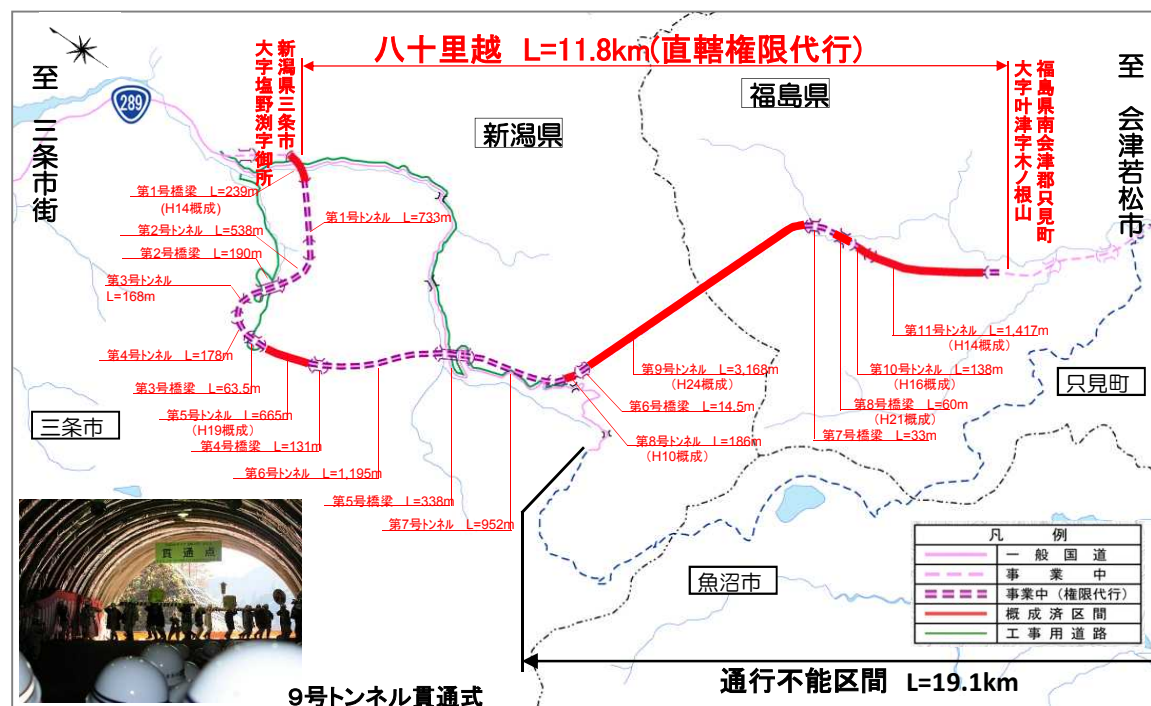 八十里越 L=11.8km(直轄権限代行)
至 三条市街
289
新潟県三条市
大字塩野渕字御所
新潟県
福島県
福島県南会津郡只見町
大字叶津字木ノ根山
至 会津若松市
第1号橋梁 L=239m
(H14概成)
第1号トンネル L=733m
第2号トンネル L=538m
第2号橋梁 L=190m
第3号トンネル
L=168m
第4号トンネル L=178m
第3号橋梁 L=63.5m
第5号トンネル L=665m
(H19概成)
第4号橋梁 L=131m
第6号トンネル L=1,195m
第5号橋梁 L=338m
第7号トンネル L=952m
第8号トンネル L=186m
(H10概成)
第6号橋梁 L=14.5m
第9号トンネル L=3,168m
(H24概成)
第7号橋梁 L=33m
第8号橋梁 L=60m
(H21概成)
第10号トンネル L=138m
(H16概成)
第11号トンネル L=1,417m
(H14概成)
三条市
只見町
魚沼市
凡 例
一般国道
事業中
事業中(権限代行)
概成済区間
工事用道路
貫通点
9号トンネル貫通式
通行不能区間 L=19.1km